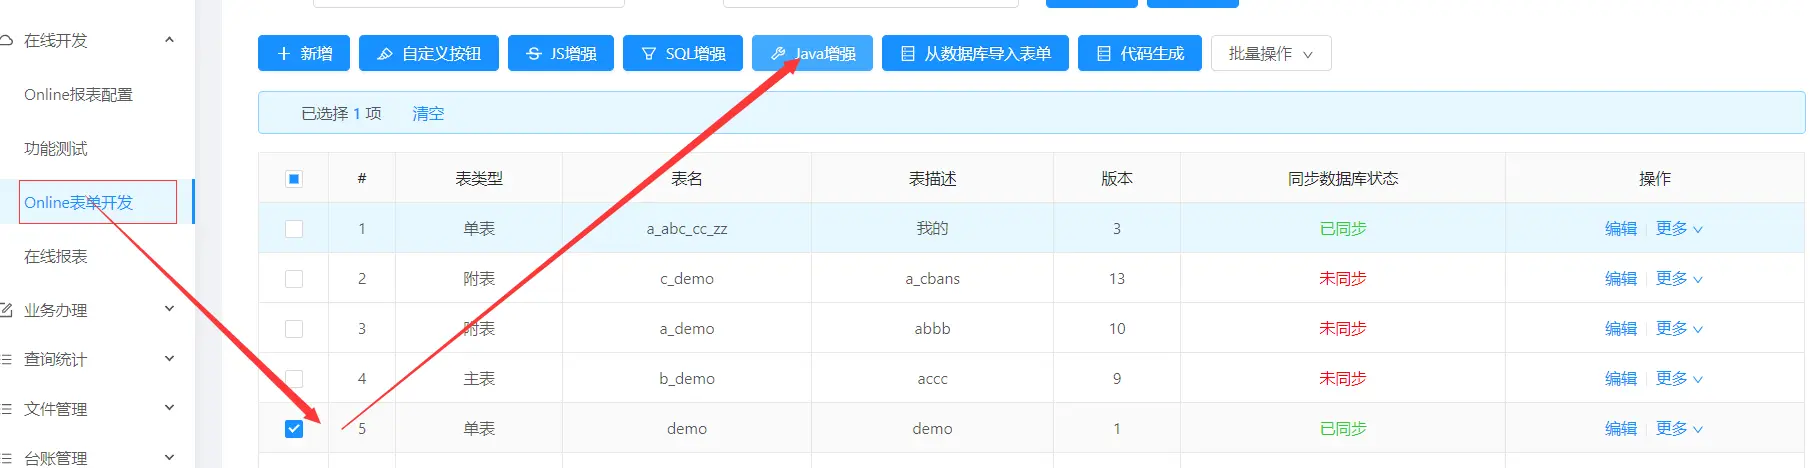 在线开发
Online报表配置
功能测试
Online表单开发
在线报表
业务办理
查询统计
文件管理
台账管理
新增 自定义按钮 JS增强 SQL增强 Java增强 从数据库导入表单 代码生成 批量操作
已选择 1 项 清空
# 表类型 表名 表描述 版本 同步数据库状态 操作
1 单表 a_abc_cc_zz 我的 3 已同步 编辑 更多
2 附表 c_demo a_cbans 13 未同步 编辑 更多
3 附表 a_demo abbb 10 未同步 编辑 更多
4 主表 b_demo accc 9 未同步 编辑 更多
5 单表 demo demo 1 已同步 编辑 更多